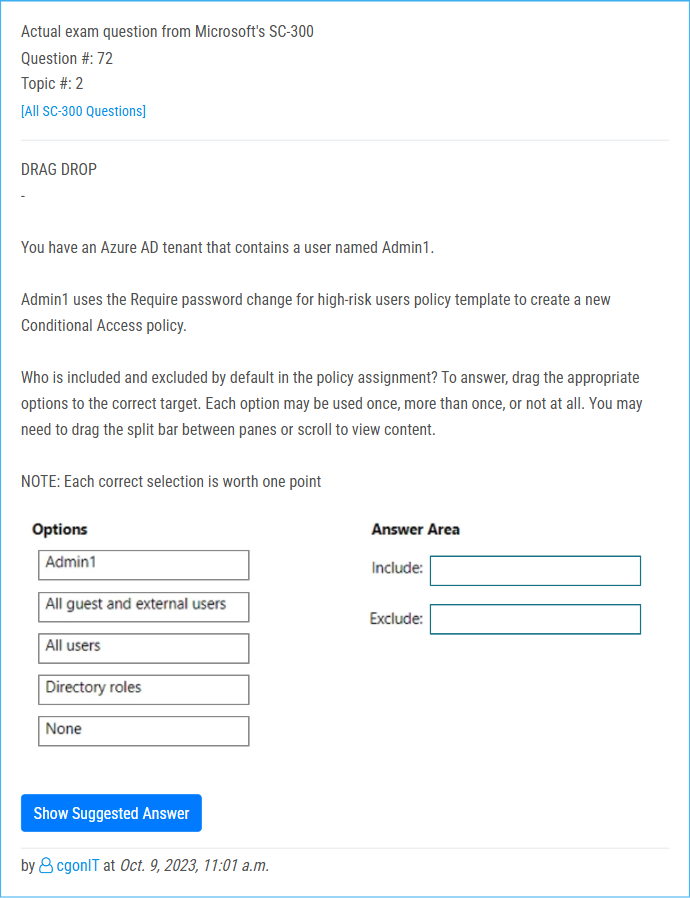 Actual exam question from Microsoft's SC-300
Question #: 72
Topic #: 2
[All SC-300 Questions]
DRAG DROP
-
You have an Azure AD tenant that contains a user named Admin1.
Admin1 uses the Require password change for high-risk users policy template to create a new
Conditional Access policy.
Who is included and excluded by default in the policy assignment? To answer, drag the appropriate
options to the correct target. Each option may be used once, more than once, or not at all. You may
need to drag the split bar between panes or scroll to view content.
NOTE: Each correct selection is worth one point
Options
Admin1
All guest and external users
All users
Directory roles
None
Answer Area
Include:
Exclude:
Show Suggested Answer
by cgonIT at Oct. 9, 2023, 11:01 a.m.